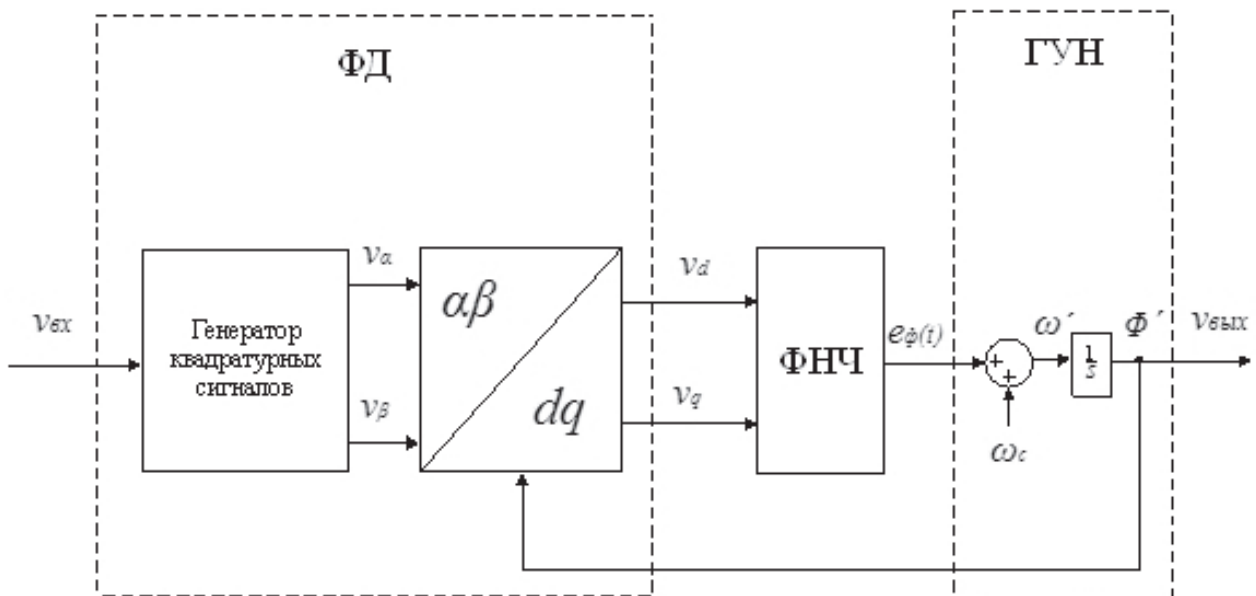 ФД
ГУН
vвх
Генератор
квадратурных
сигналов
vα
vβ
αβ
dq
vd
vq
ФНЧ
eф(t)
+
+
ωc
ω´
1
s
Φ´
vвых